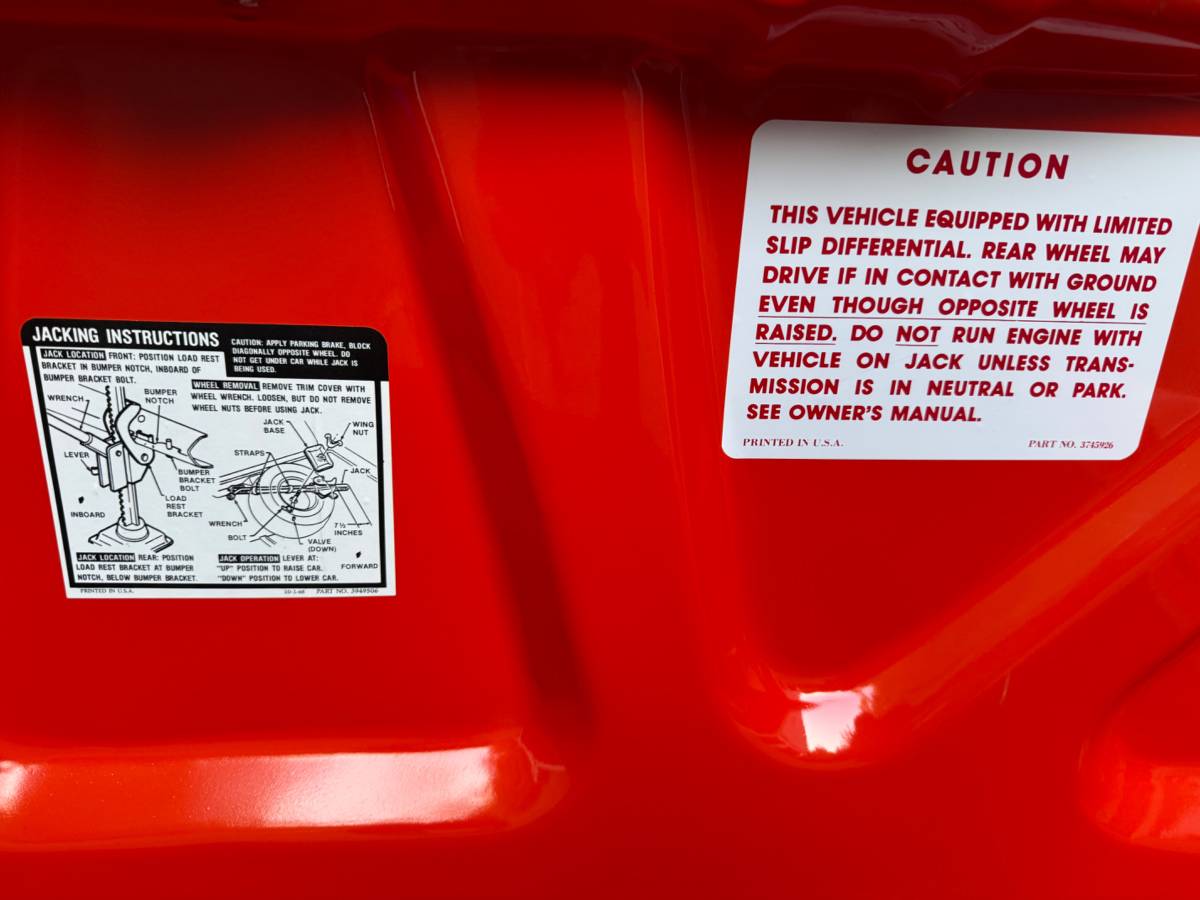 JACKING INSTRUCTIONS
CAUTION: APPLY PARKING BRAKE, BLOCK
DIAGONALLY OPPOSITE WHEEL. DO
NOT GET UNDER CAR WHILE JACK IS
BEING USED.
JACK LOCATION FRONT: POSITION LOAD REST
BRACKET IN BUMPER NOTCH, INBOARD OF
BUMPER BRACKET BOLT.
WHEEL REMOVAL REMOVE TRIM COVER WITH
WHEEL WRENCH. LOOSEN, BUT DO NOT REMOVE
WHEEL NUTS BEFORE USING JACK.
WRENCH
BUMPER
NOTCH
LEVER
BUMPER
BRACKET
BOLT
LOAD
REST
BRACKET
INBOARD
JACK
BASE
WING
NUT
STRAPS
JACK
WRENCH
BOLT
VALVE
(DOWN)
7 ½
INCHES
FORWARD
JACK LOCATION REAR: POSITION
LOAD REST BRACKET AT BUMPER
NOTCH, BELOW BUMPER BRACKET.
JACK OPERATION LEVER AT:
"UP" POSITION TO RAISE CAR.
"DOWN" POSITION TO LOWER CAR.
PRINTED IN U.S.A.
PART NO. 3949506
CAUTION
THIS VEHICLE EQUIPPED WITH LIMITED
SLIP DIFFERENTIAL. REAR WHEEL MAY
DRIVE IF IN CONTACT WITH GROUND
EVEN THOUGH OPPOSITE WHEEL IS
RAISED. DO NOT RUN ENGINE WITH
VEHICLE ON JACK UNLESS TRANS-
MISSION IS IN NEUTRAL OR PARK.
SEE OWNER'S MANUAL.
PRINTED IN U.S.A.
PART NO. 3745926